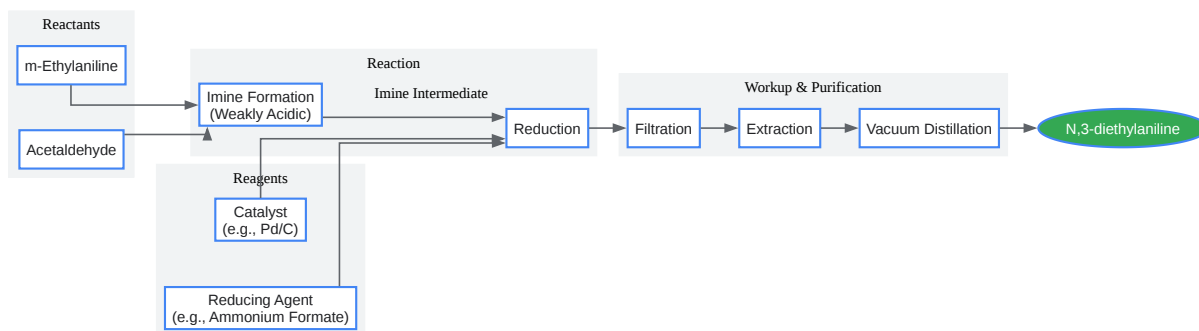 Reactants
m-Ethylaniline
Acetaldehyde
Reaction
Imine Formation
(Weakly Acidic)
Imine Intermediate
Reduction
Reagents
Catalyst
(e.g., Pd/C)
Reducing Agent
(e.g., Ammonium Formate)
Workup & Purification
Filtration
Extraction
Vacuum Distillation
N,3-diethylaniline